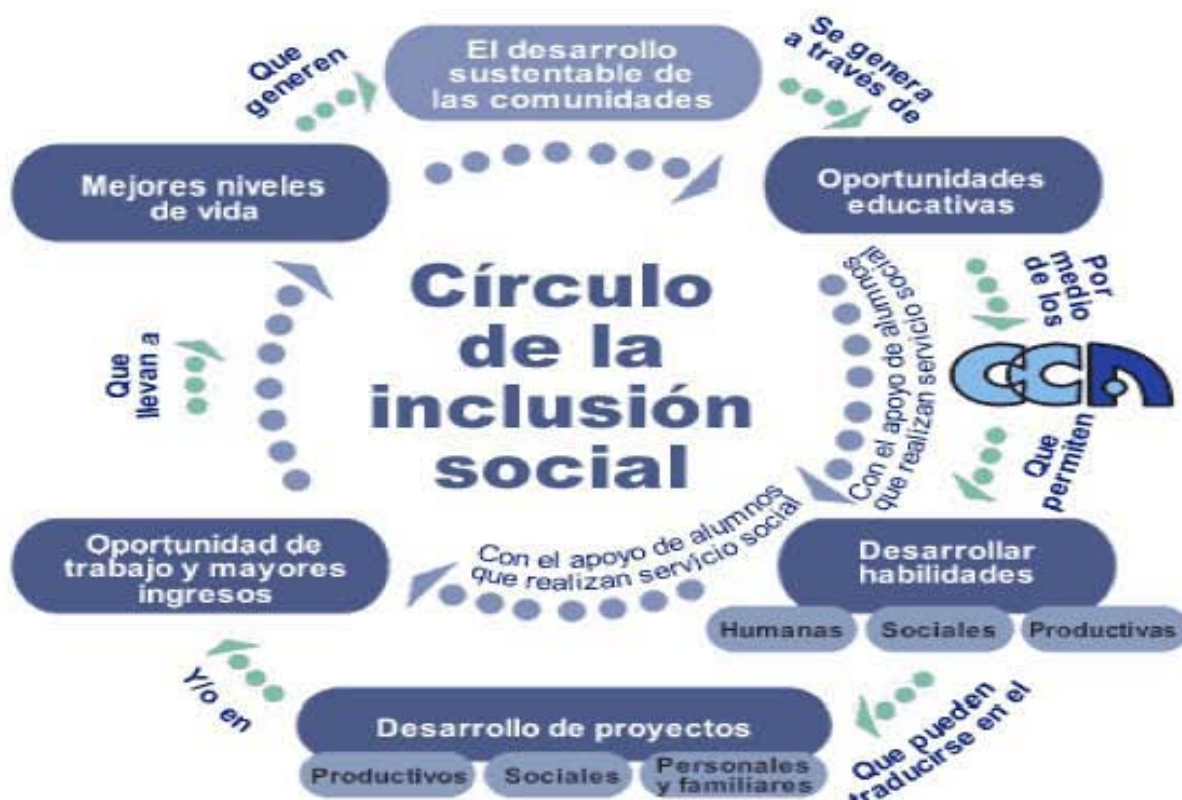 El desarrollo
sustentable de
las comunidades
Se genera
a través de
Oportunidades
educativas
Por
medio
de los
CCA
Que
permiten
Con el apoyo de alumnos
que realizan servicio social
Desarrollar
habilidades
Humanas
Sociales
Productivas
Que pueden
traducirse en el
Con el apoyo de alumnos
que realizan servicio social
Desarrollo de proyectos
Productivos
Sociales
Personales
y familiares
Y/o en
Oportunidad de
trabajo y mayores
ingresos
Que
llevan a
Mejores niveles
de vida
Que
generen
Círculo
de la
inclusión
social